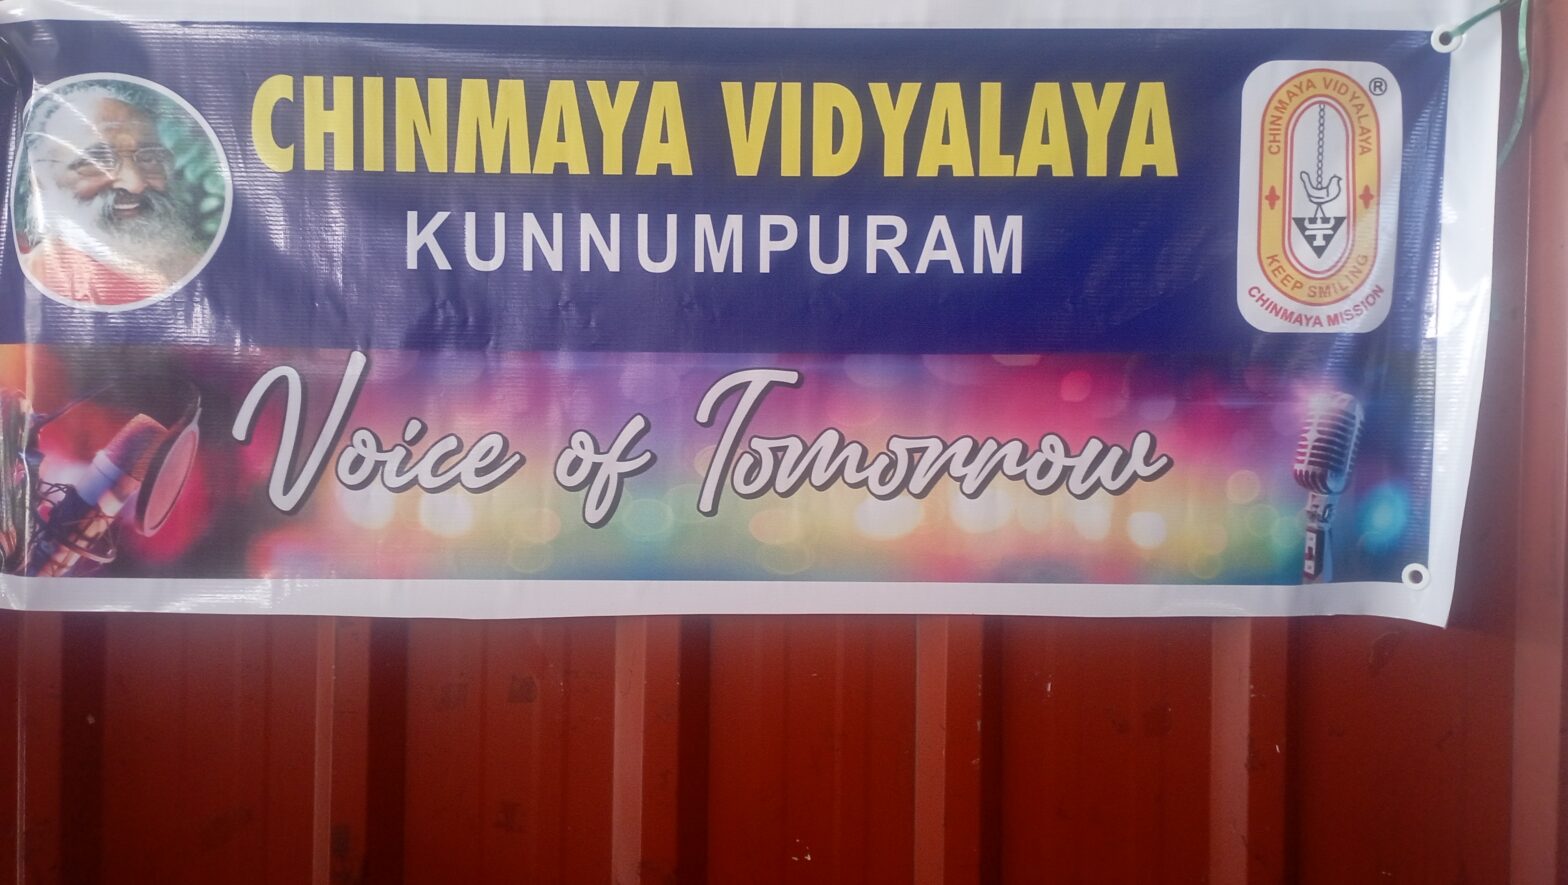 CHINMAYA VIDYALAYA
KUNNUMPURAM
CHINMAYA VIDYALAYA
®
KEEP SMILING
CHINMAYA MISSION
Voice of Tomorrow